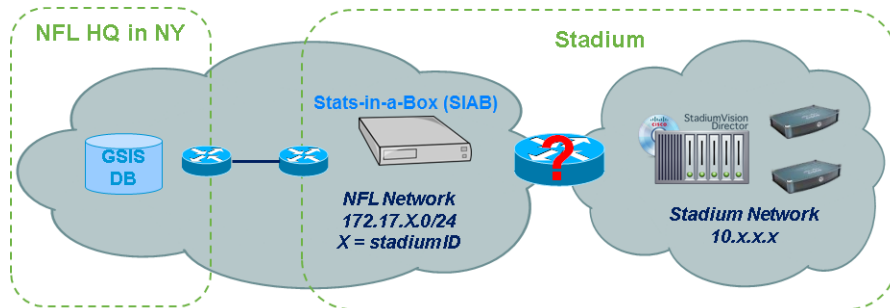 NFL HQ in NY
Stadium
Stats-in-a-Box (SIAB)
GSIS
DB
NFL Network
172.17.X.0/24
X = stadiumID
?
cisco
StadiumVision
Director
Stadium Network
10.x.x.x